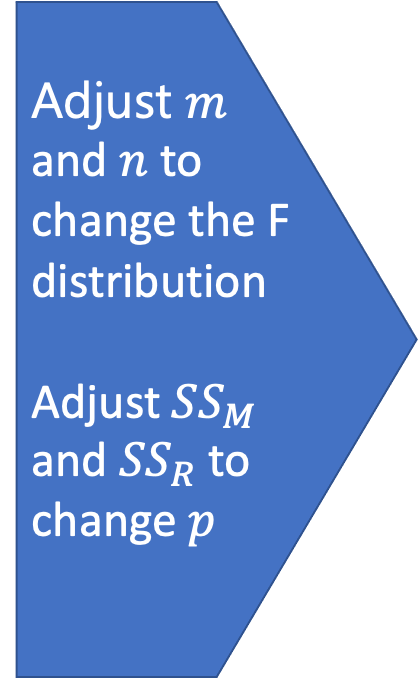 Adjust m
and n to
change the F
distribution
Adjust SS_M
and SS_R to
change p